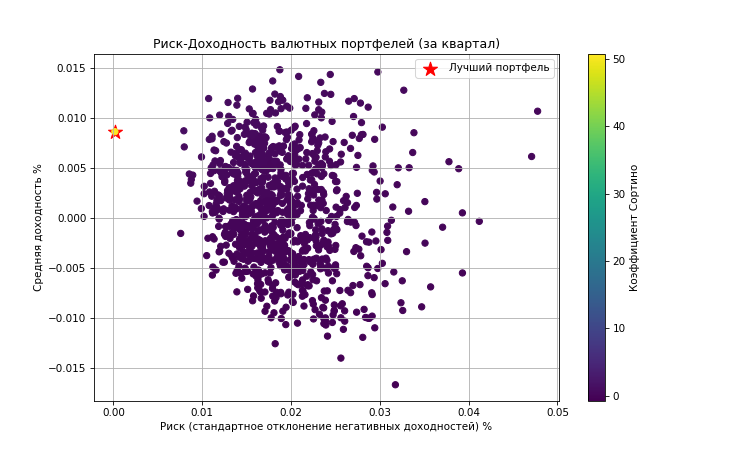 Риск-Доходность валютных портфелей (за квартал)
Лучший портфель
0.015
0.010
0.005
0.000
−0.005
−0.010
−0.015
Средняя доходность %
0.00 0.01 0.02 0.03 0.04 0.05
Риск (стандартное отклонение негативных доходностей) %
50
40
30
20
10
0
Коэффициент Сортино